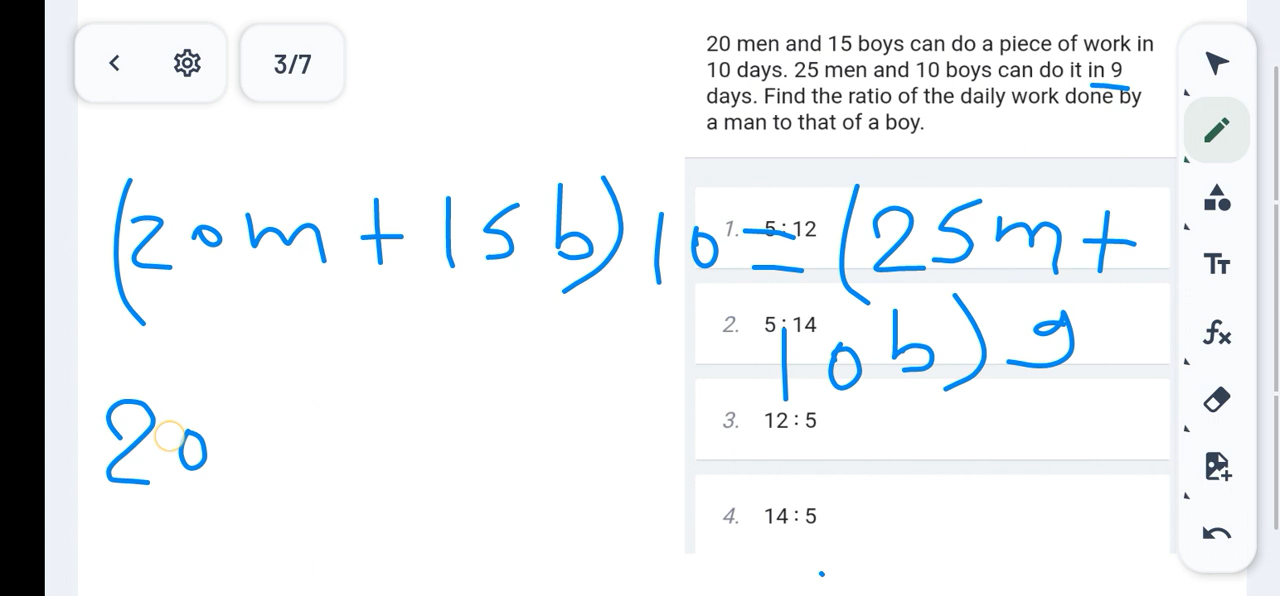 3/7
20 men and 15 boys can do a piece of work in
10 days. 25 men and 10 boys can do it in 9
days. Find the ratio of the daily work done by
a man to that of a boy.
(20m + 15b) 10 = (25m +
10b) 9
20
1. 5 : 12
2. 5 : 14
3. 12 : 5
4. 14 : 5
TT
fx